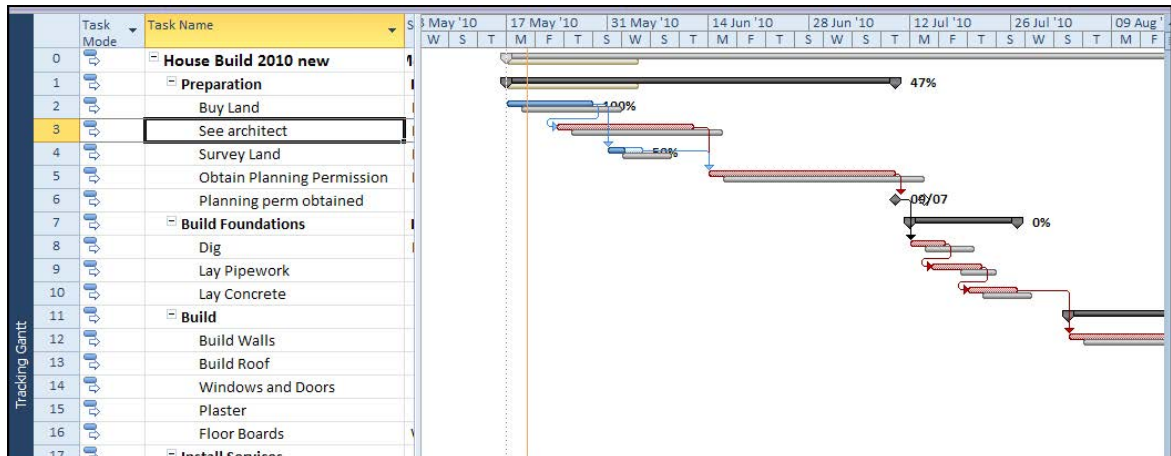 Task Mode Task Name S 3 May '10 17 May '10 31 May '10 14 Jun '10 28 Jun '10 12 Jul '10 26 Jul '10 09 Aug '
W S T M F T S W S T M F T S W S T M F T S W S T M F
0 House Build 2010 new
1 Preparation 47%
2 Buy Land 100%
3 See architect
4 Survey Land 50%
5 Obtain Planning Permission
6 Planning perm obtained 09/07
7 Build Foundations 0%
8 Dig
9 Lay Pipework
10 Lay Concrete
11 Build
12 Build Walls
13 Build Roof
14 Windows and Doors
15 Plaster
16 Floor Boards
17 Install Services
Tracking Gantt